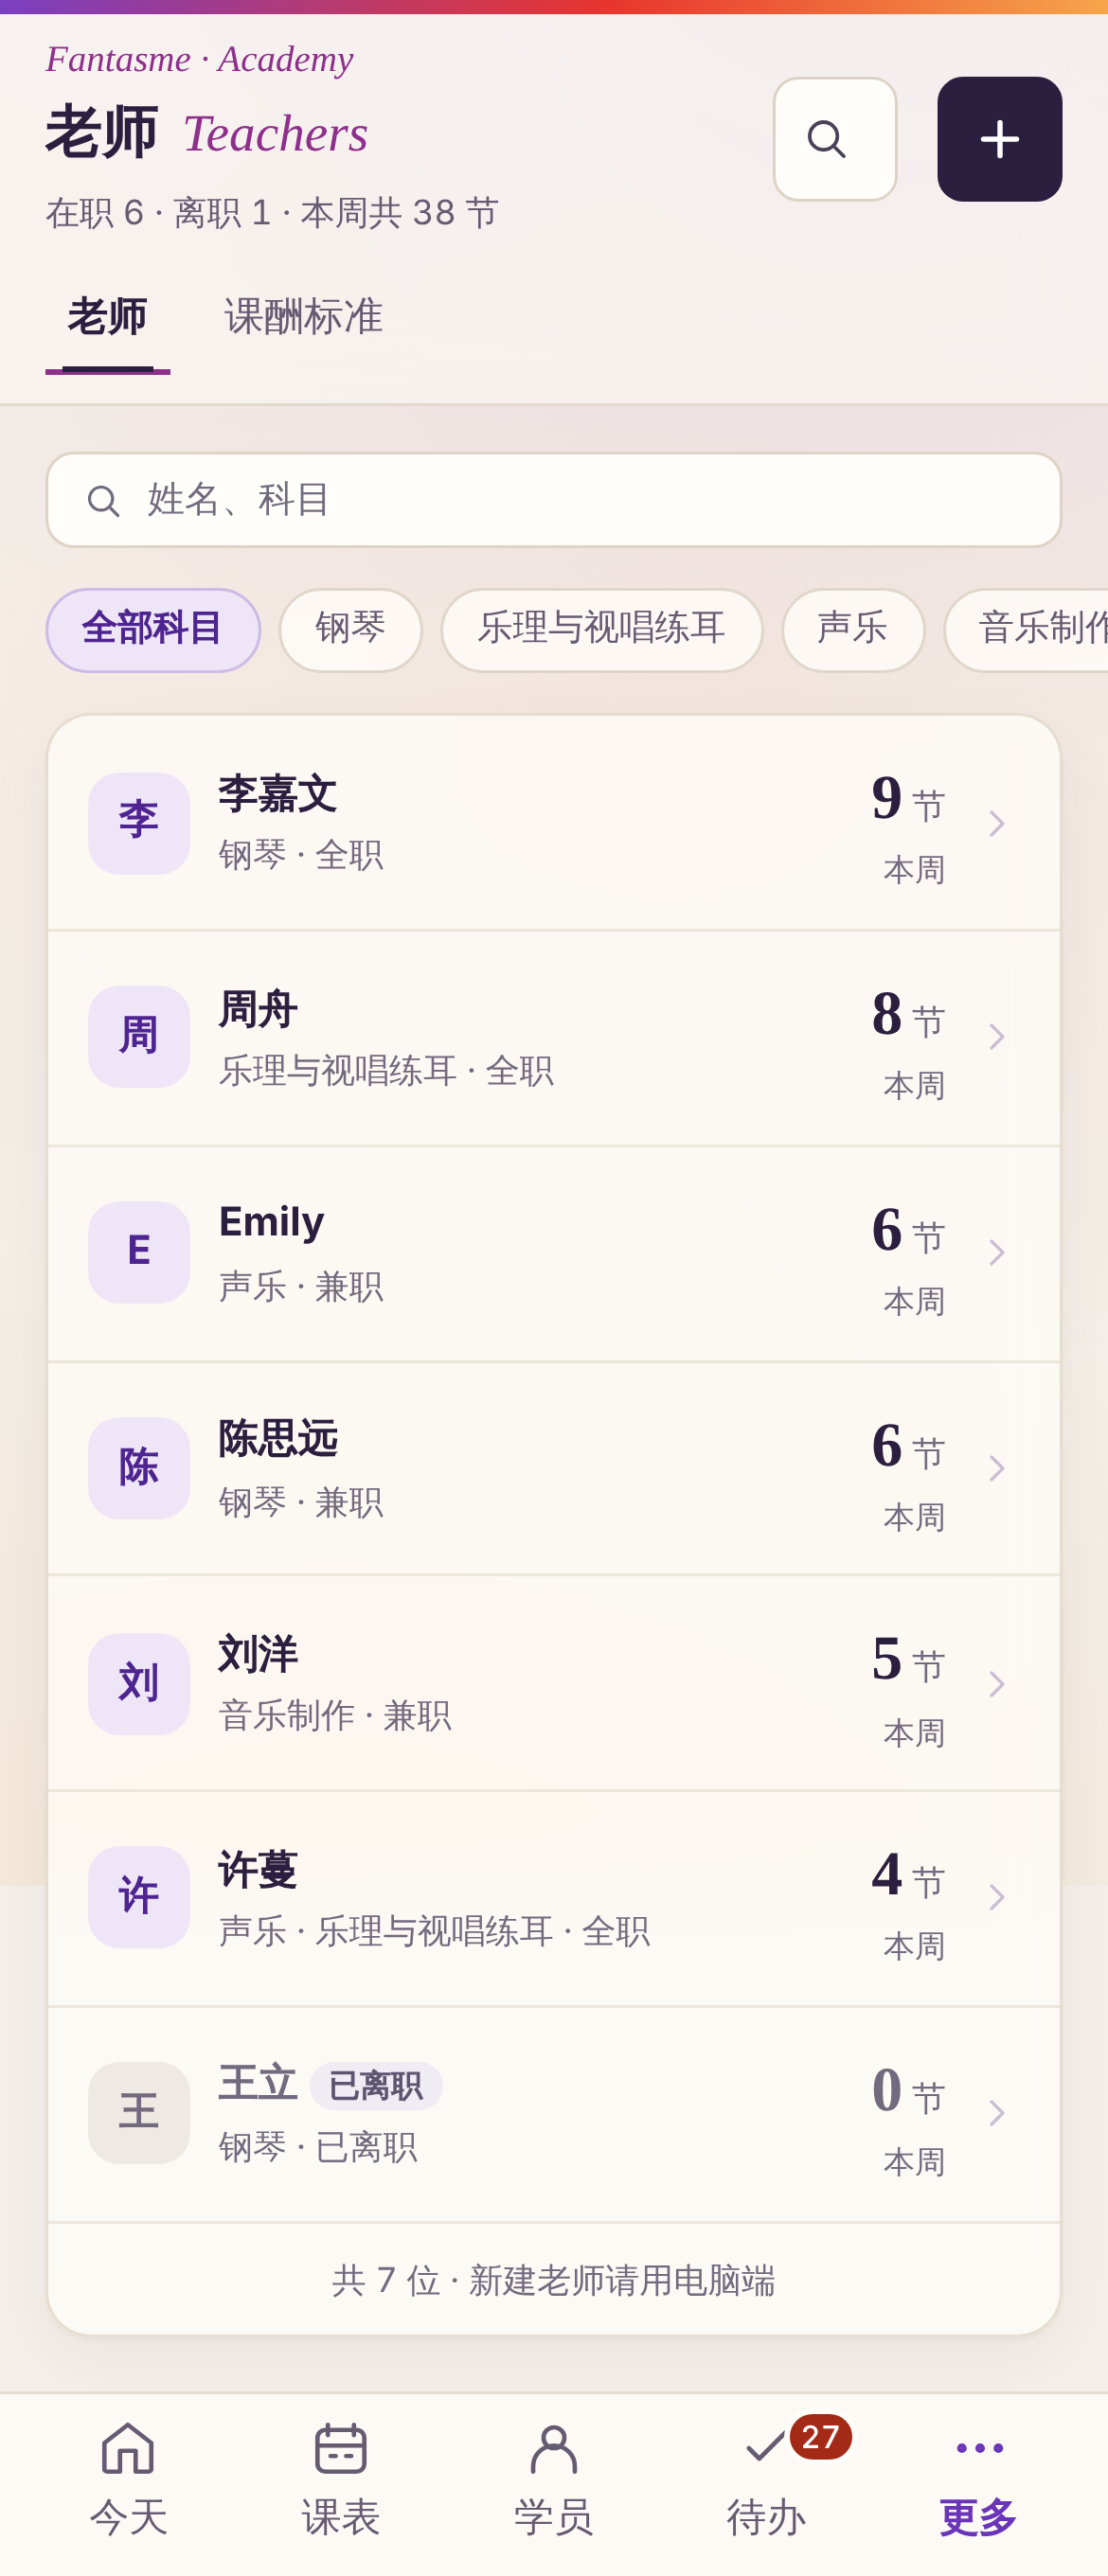 Fantasme · Academy
老师 Teachers
在职 6 · 离职 1 · 本周共 38 节
老师 课酬标准
姓名、科目
全部科目 钢琴 乐理与视唱练耳 声乐 音乐制作
李 李嘉文 9 节
钢琴 · 全职 本周
周 周舟 8 节
乐理与视唱练耳 · 全职 本周
E Emily 6 节
声乐 · 兼职 本周
陈 陈思远 6 节
钢琴 · 兼职 本周
刘 刘洋 5 节
音乐制作 · 兼职 本周
许 许蔓 4 节
声乐 · 乐理与视唱练耳 · 全职 本周
王 王立 已离职 0 节
钢琴 · 已离职 本周
共 7 位 · 新建老师请用电脑端
27
今天 课表 学员 待办 更多